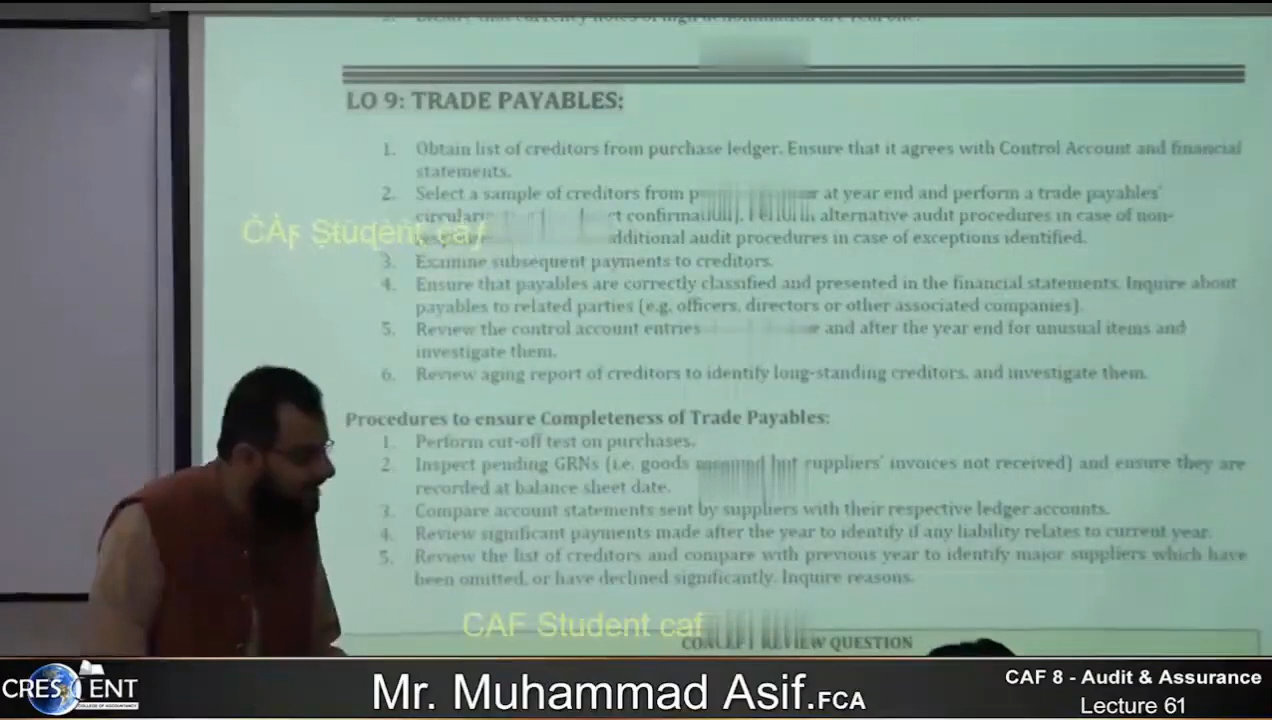 LO 9: TRADE PAYABLES:
1. Obtain list of creditors from purchase ledger. Ensure that it agrees with Control Account and financial
statements.
2. Select a sample of creditors from at year end and perform a trade payables'
confirmation). Perform alternative audit procedures in case of non-
additional audit procedures in case of exceptions identified.
CAF Student caf
3. Examine subsequent payments to creditors.
4. Ensure that payables are correctly classified and presented in the financial statements. Inquire about
payables to related parties (e.g. officers, directors or other associated companies).
5. Review the control account entries and after the year end for unusual items and
investigate them.
6. Review aging report of creditors to identify long-standing creditors, and investigate them.
Procedures to ensure Completeness of Trade Payables:
1. Perform cut-off test on purchases.
2. Inspect pending GRNs (i.e. goods but suppliers' invoices not received) and ensure they are
recorded at balance sheet date.
3. Compare account statements sent by suppliers with their respective ledger accounts.
4. Review significant payments made after the year to identify if any liability relates to current year.
5. Review the list of creditors and compare with previous year to identify major suppliers which have
been omitted, or have declined significantly. Inquire reasons.
CAF Student caf
CONCEPT REVIEW QUESTION
CRESCENT
COLLEGE OF ACCOUNTANCY
Mr. Muhammad Asif.FCA
CAF 8 - Audit & Assurance
Lecture 61